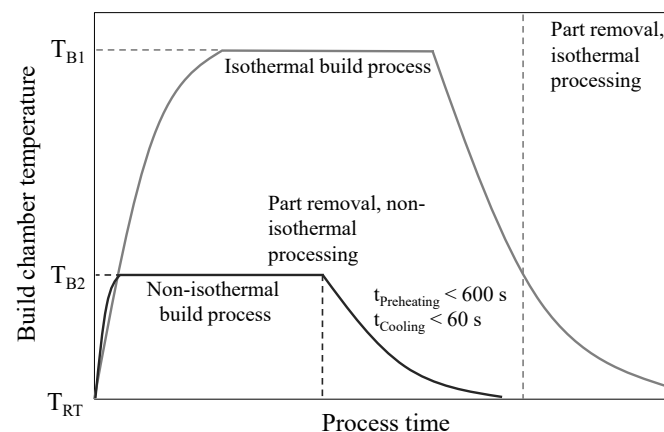 T_B1
Part removal,
isothermal
processing
Isothermal build process
Build chamber temperature
Part removal, non-
isothermal
processing
T_B2
Non-isothermal
build process
t_Preheating < 600 s
t_Cooling < 60 s
T_RT
Process time